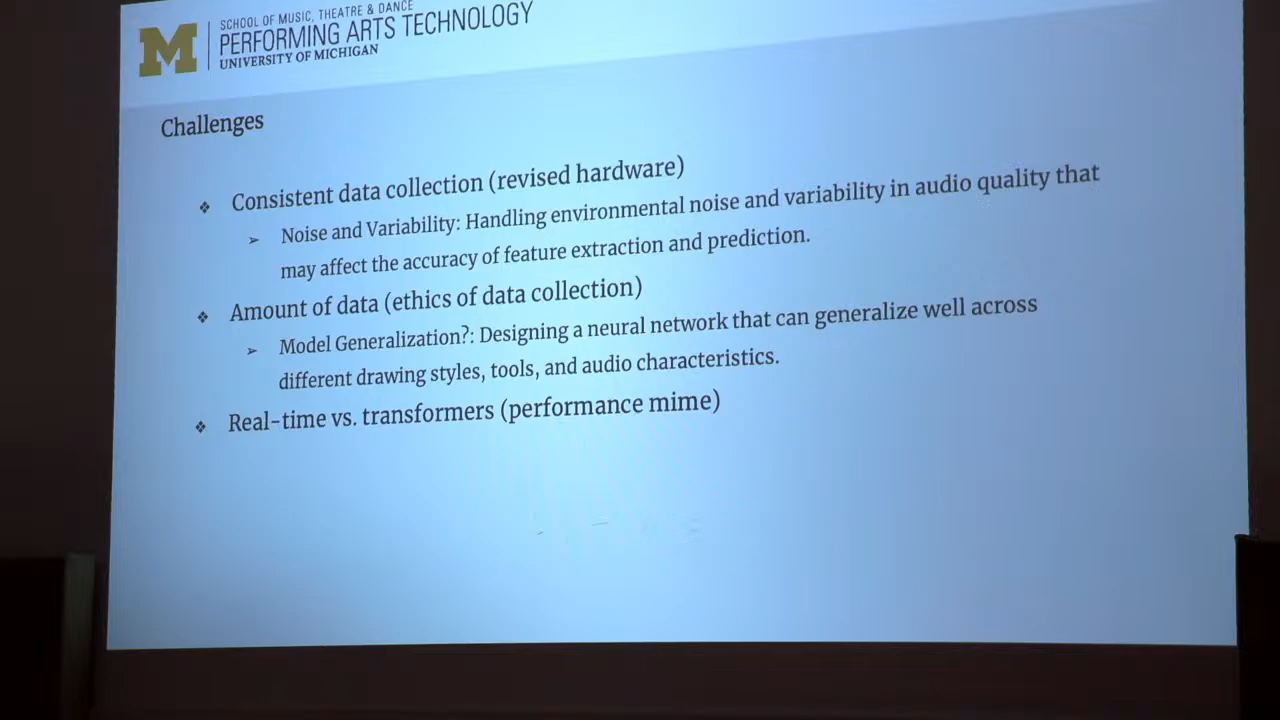 M
SCHOOL OF MUSIC, THEATRE & DANCE
PERFORMING ARTS TECHNOLOGY
UNIVERSITY OF MICHIGAN
Challenges
❖ Consistent data collection (revised hardware)
➢ Noise and Variability: Handling environmental noise and variability in audio quality that
may affect the accuracy of feature extraction and prediction.
❖ Amount of data (ethics of data collection)
➢ Model Generalization?: Designing a neural network that can generalize well across
different drawing styles, tools, and audio characteristics.
❖ Real-time vs. transformers (performance mime)